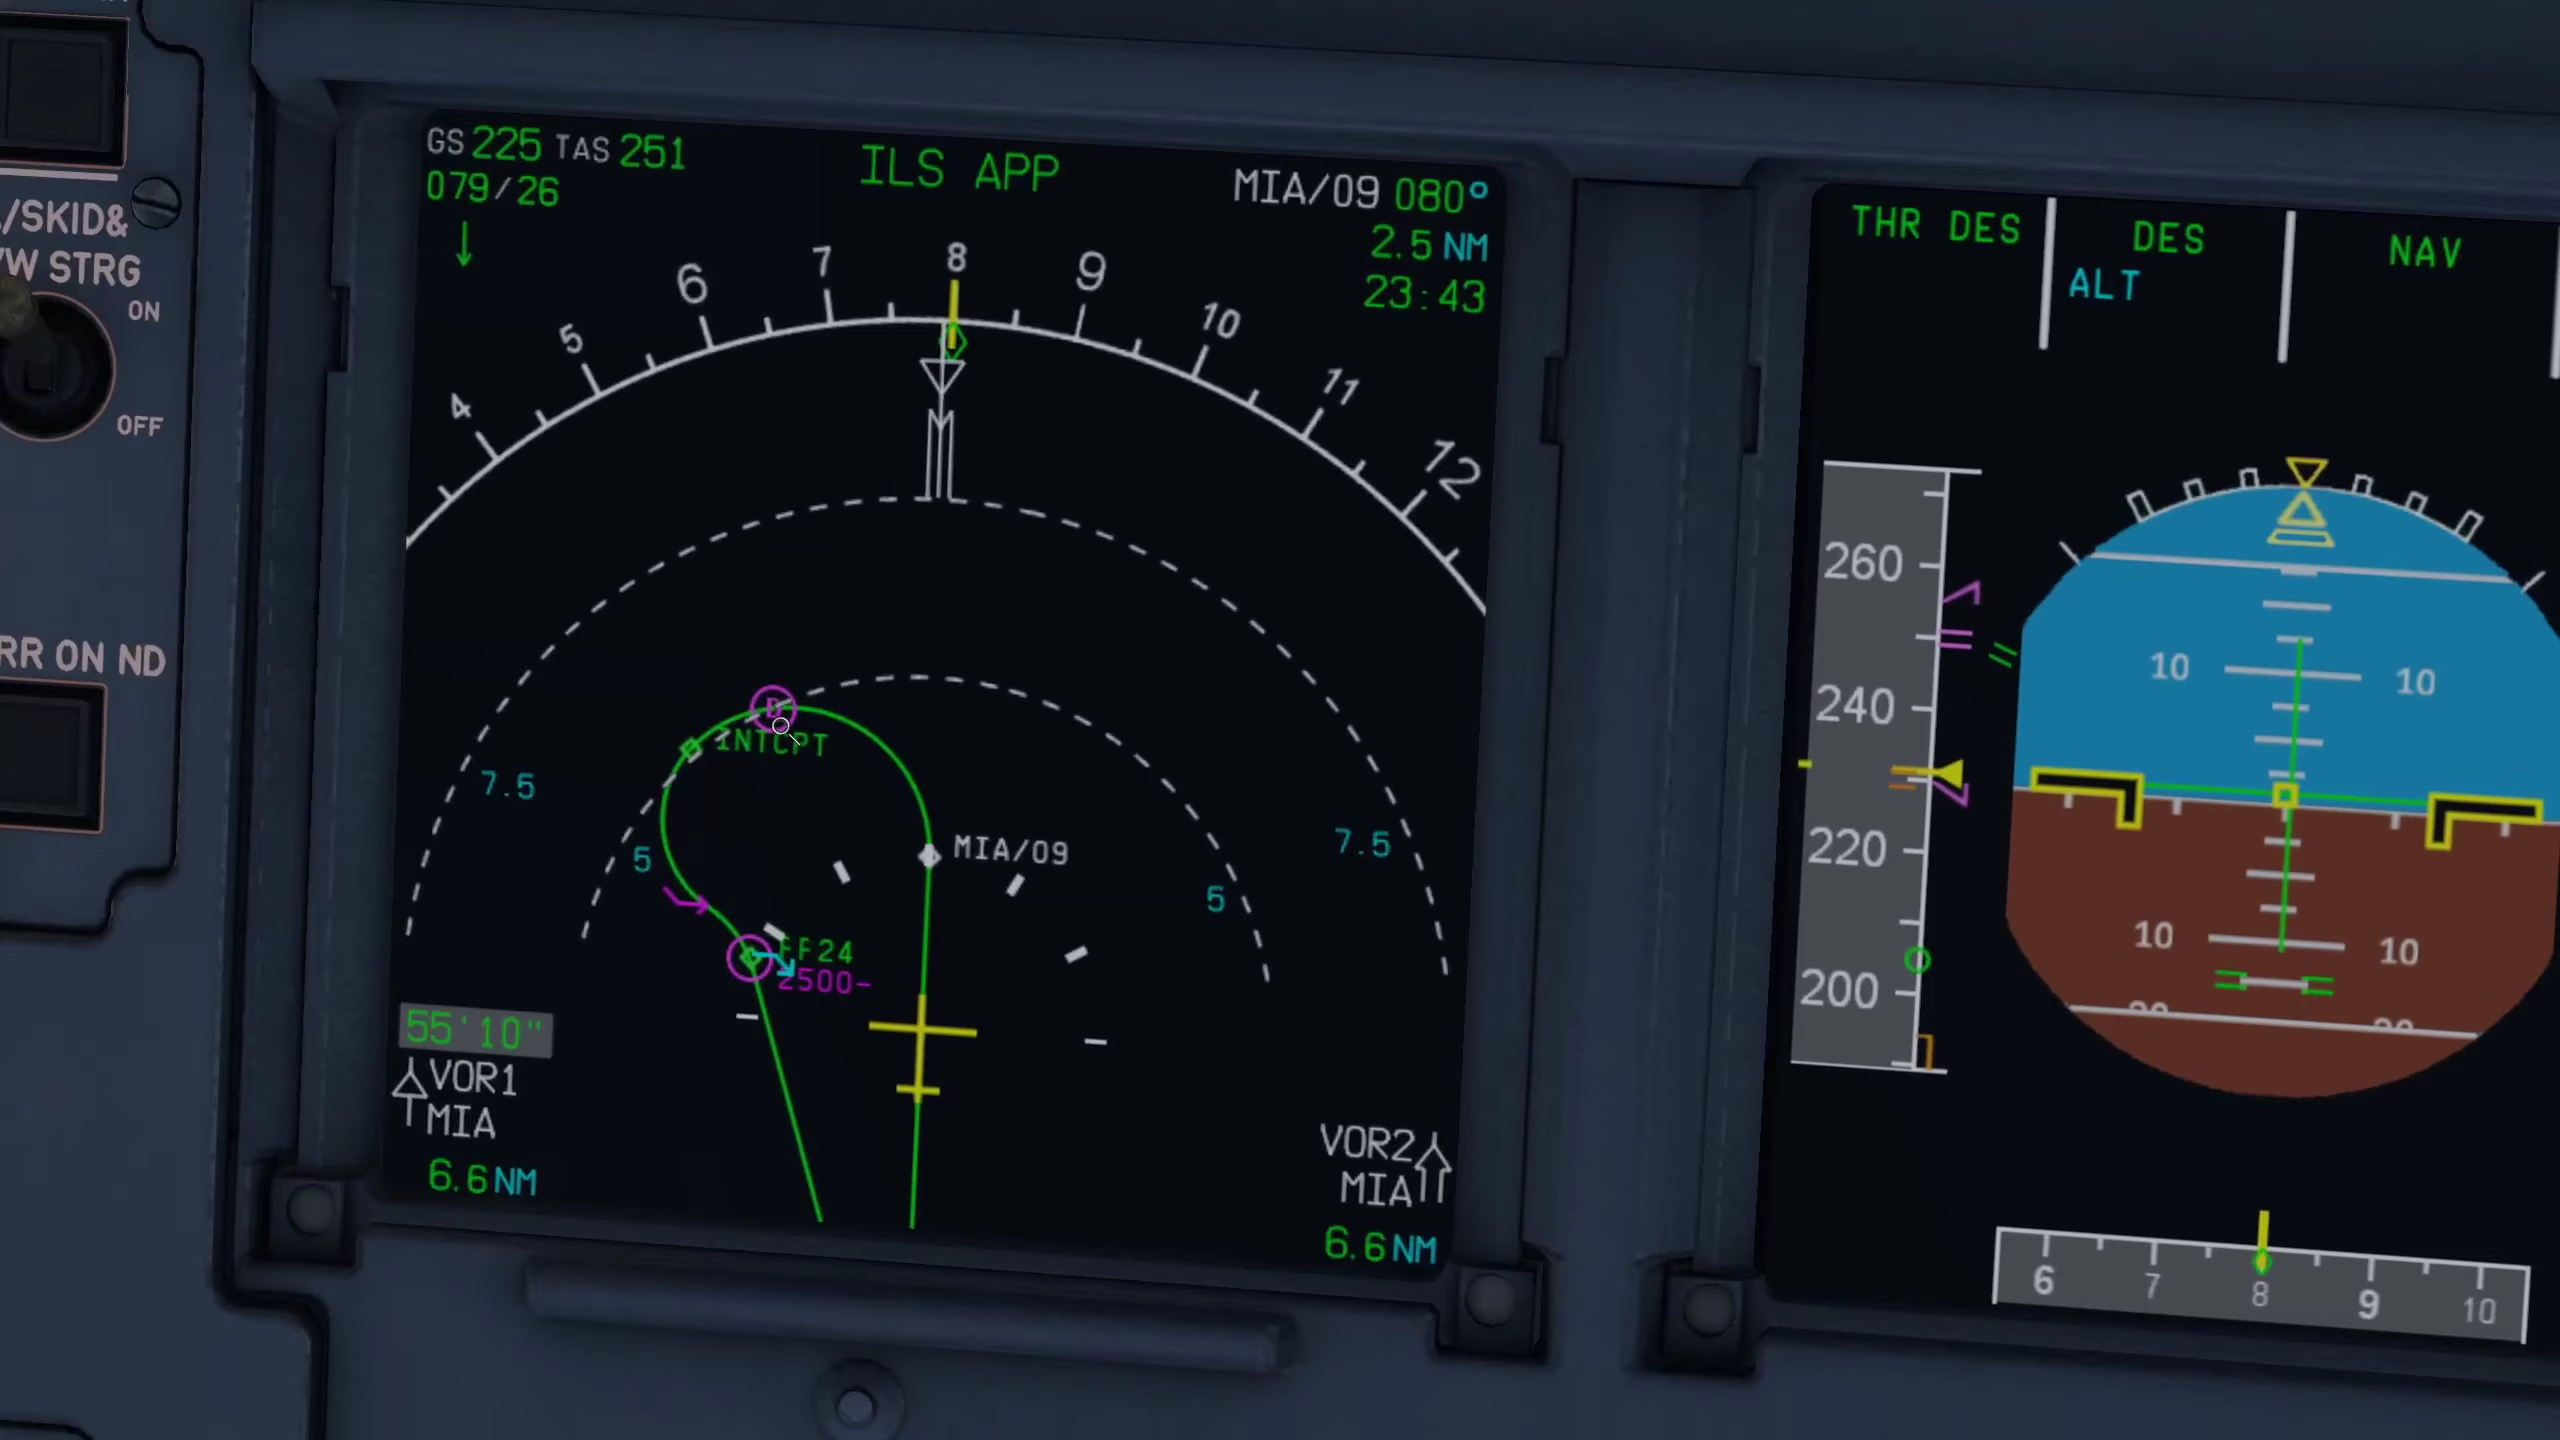 /SKID&
/W STRG
ON
OFF
RR ON ND
GS 225 TAS 251
079/26
ILS APP
MIA/09 080°
2.5 NM
23:43
4 5 6 7 8 9 10 11 12
D
INTCPT
7.5
7.5
MIA/09
5
5
FF24
2500-
55'10"
VOR1
MIA
6.6 NM
VOR2
MIA
6.6 NM
THR DES
DES
NAV
ALT
260
240
220
200
10 10
10 10
20 20
6 7 8 9 10